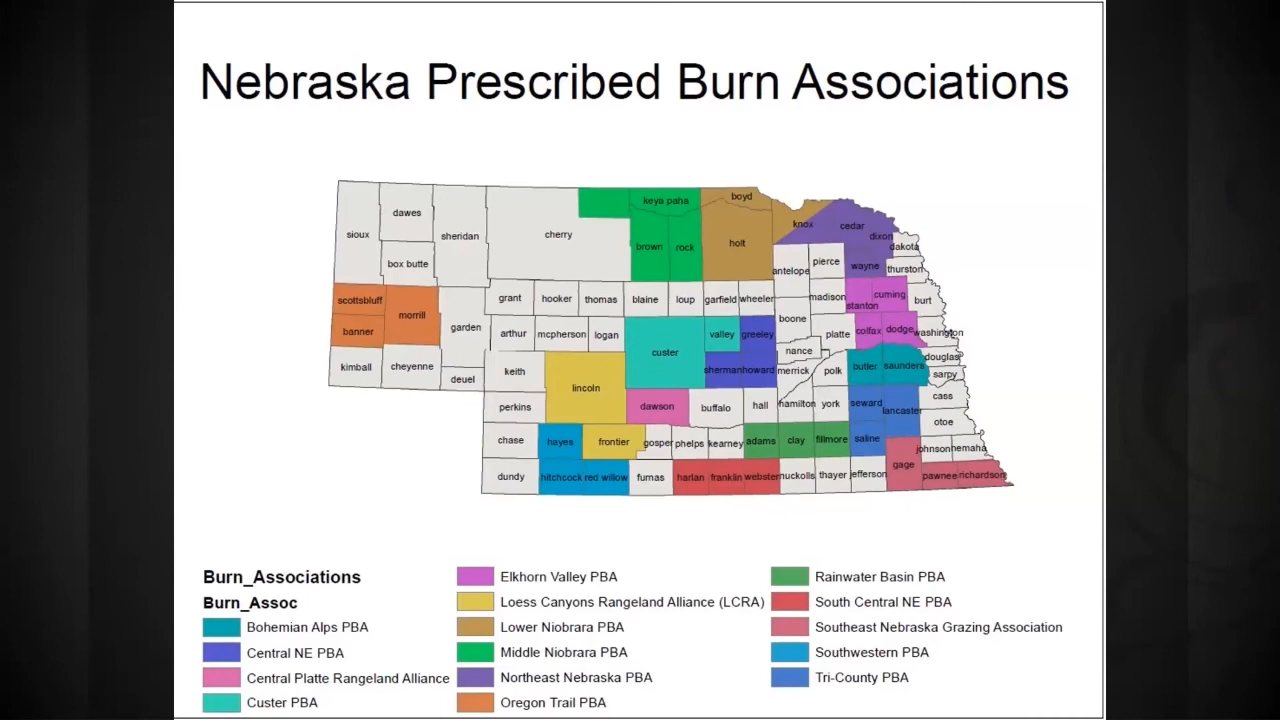 Nebraska Prescribed Burn Associations
keya paha
boyd
dawes
sioux
sheridan
cherry
brown
rock
holt
knox
cedar
dixon
dakota
box butte
antelope
pierce
wayne
thurston
scottsbluff
morrill
grant
hooker
thomas
blaine
loup
garfield
wheeler
madison
stanton
cuming
burt
banner
garden
arthur
mcpherson
logan
custer
valley
greeley
boone
platte
colfax
dodge
washington
kimball
cheyenne
deuel
keith
lincoln
sherman
howard
nance
merrick
polk
butler
saunders
douglas
sarpy
perkins
dawson
buffalo
hall
hamilton
york
seward
lancaster
cass
otoe
chase
hayes
frontier
gosper
phelps
kearney
adams
clay
fillmore
saline
johnson
nemaha
dundy
hitchcock
red willow
furnas
harlan
franklin
webster
nuckolls
thayer
jefferson
gage
pawnee
richardson
Burn_Associations
Burn_Assoc
Bohemian Alps PBA
Central NE PBA
Central Platte Rangeland Alliance
Custer PBA
Elkhorn Valley PBA
Loess Canyons Rangeland Alliance (LCRA)
Lower Niobrara PBA
Middle Niobrara PBA
Northeast Nebraska PBA
Oregon Trail PBA
Rainwater Basin PBA
South Central NE PBA
Southeast Nebraska Grazing Association
Southwestern PBA
Tri-County PBA